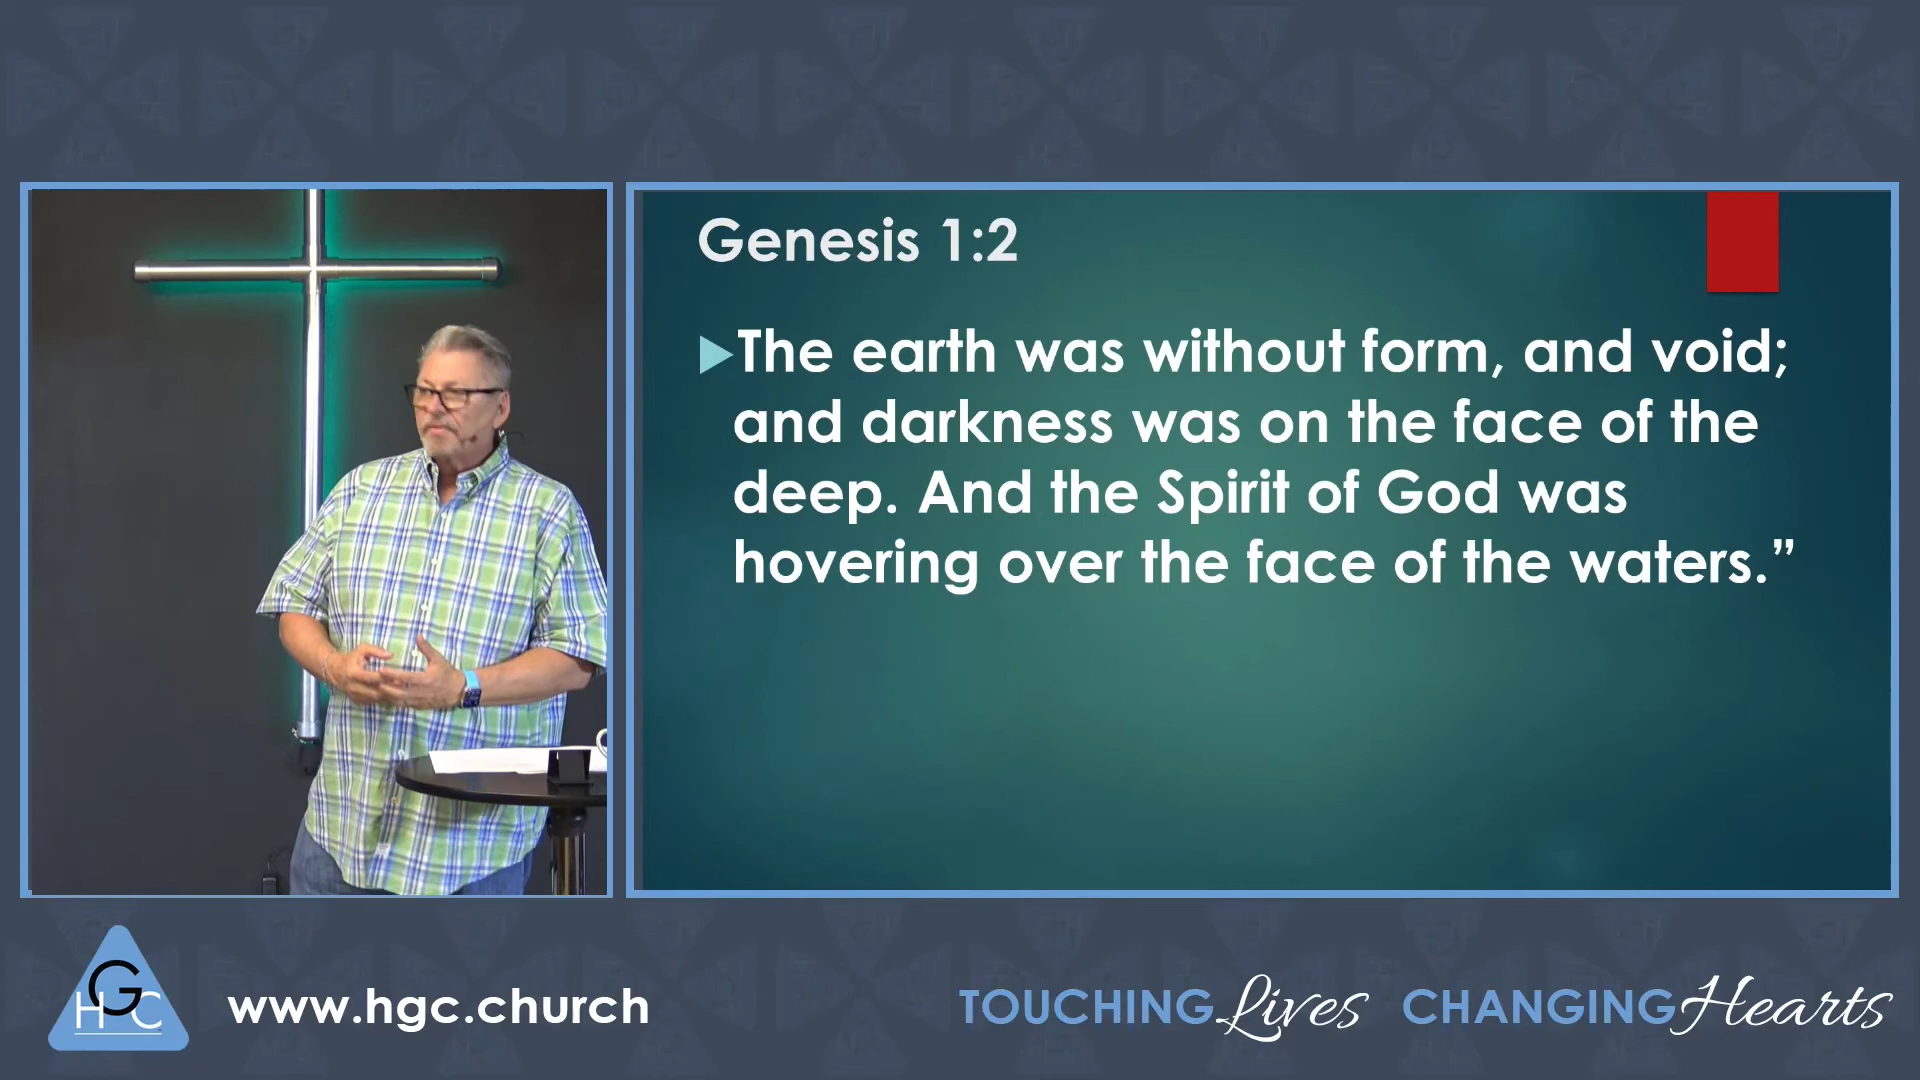 Genesis 1:2
The earth was without form, and void;
and darkness was on the face of the
deep. And the Spirit of God was
hovering over the face of the waters.”
HGC
www.hgc.church
TOUCHING Lives CHANGING Hearts